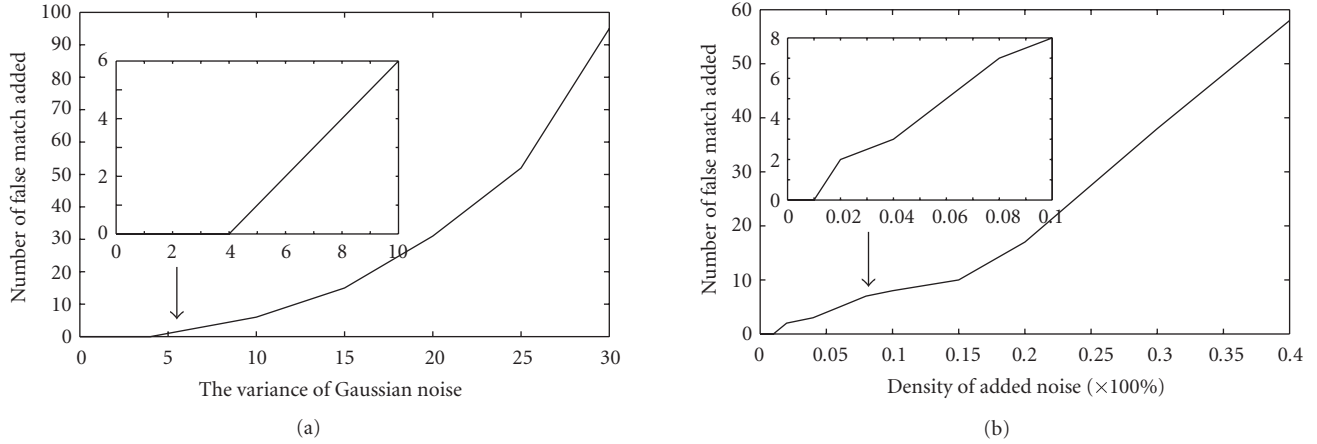 100
90
80
70
60
50
40
30
20
10
0
Number of false match added
6
4
2
0
0 2 4 6 8 10
0 5 10 15 20 25 30
The variance of Gaussian noise
(a)
60
50
40
30
20
10
0
Number of false match added
8
6
4
2
0
0 0.02 0.04 0.06 0.08 0.1
0 0.05 0.1 0.15 0.2 0.25 0.3 0.35 0.4
Density of added noise (×100%)
(b)